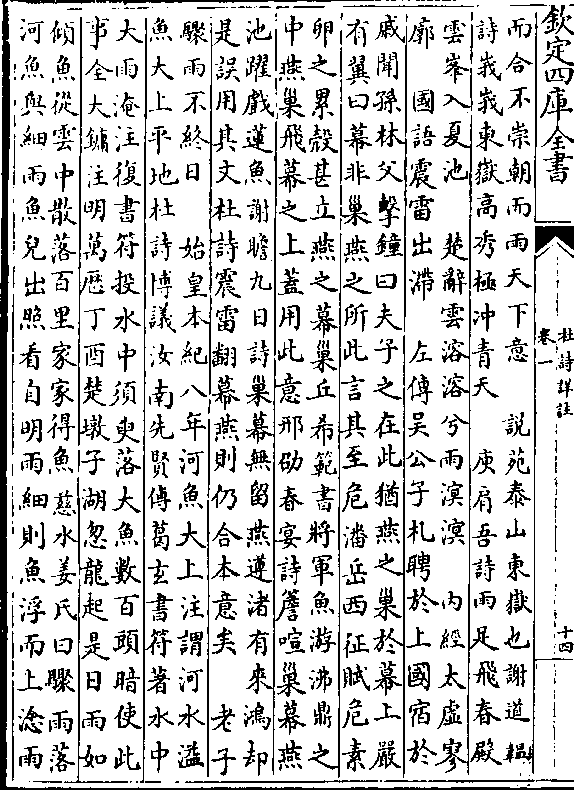 欽定四庫全書
杜詩詳註
卷一
十四
而合不崇朝而雨天下意　説苑泰山東嶽也謝道韞
詩峩峩東嶽高秀極冲青天　庾肩吾詩雨足飛春殿
雲峯入夏池　楚辭雲溶溶兮雨溟溟　内經太虚寥
廓　國語震雷出滯　左傳吴公子札聘於上國宿於
戚聞孫林父擊鐘曰夫子之在此猶燕之巢於幕上嚴
有翼曰幕非巢燕之所此言其至危潘岳西征賦危素
卵之累殻甚立燕之幕巢丘希範書將軍魚游沸鼎之
中燕巢飛幕之上蓋用此意邢劭春宴詩簷喧巢幕燕
池躍戲蓮魚謝瞻九日詩巢幕無留燕蓮渚有來鴻却
是誤用其文杜詩震雷翻幕燕則仍合本意矣　老子
驟雨不終日　始皇本紀八年河魚大上注謂河水溢
魚大上平地杜詩博議汝南先賢傳葛玄書符著水中
大雨淹注復書符投水中須臾落大魚數百頭暗使此
事全大鏞注明萬厯丁酉楚墩子湖忽龍起是日雨如
傾魚從雲中散落百里家家得魚　慈水姜氏曰驟雨落
河魚與細雨魚兒出照看自明雨細則魚浮而上淰雨